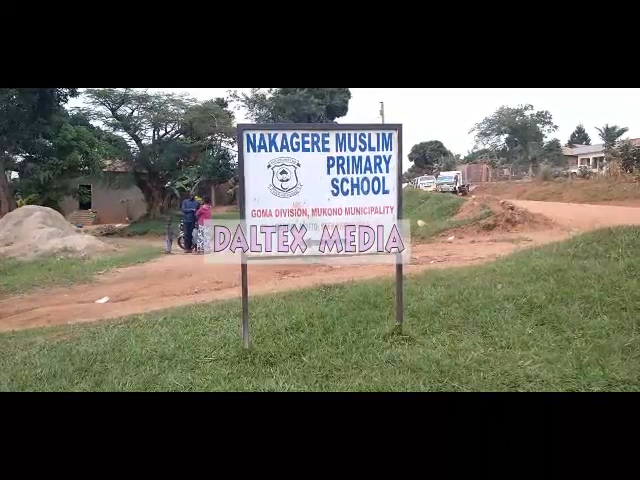 NAKAGERE MUSLIM
PRIMARY
SCHOOL
GOMA DIVISION, MUKONO MUNICIPALITY
DALTEX MEDIA